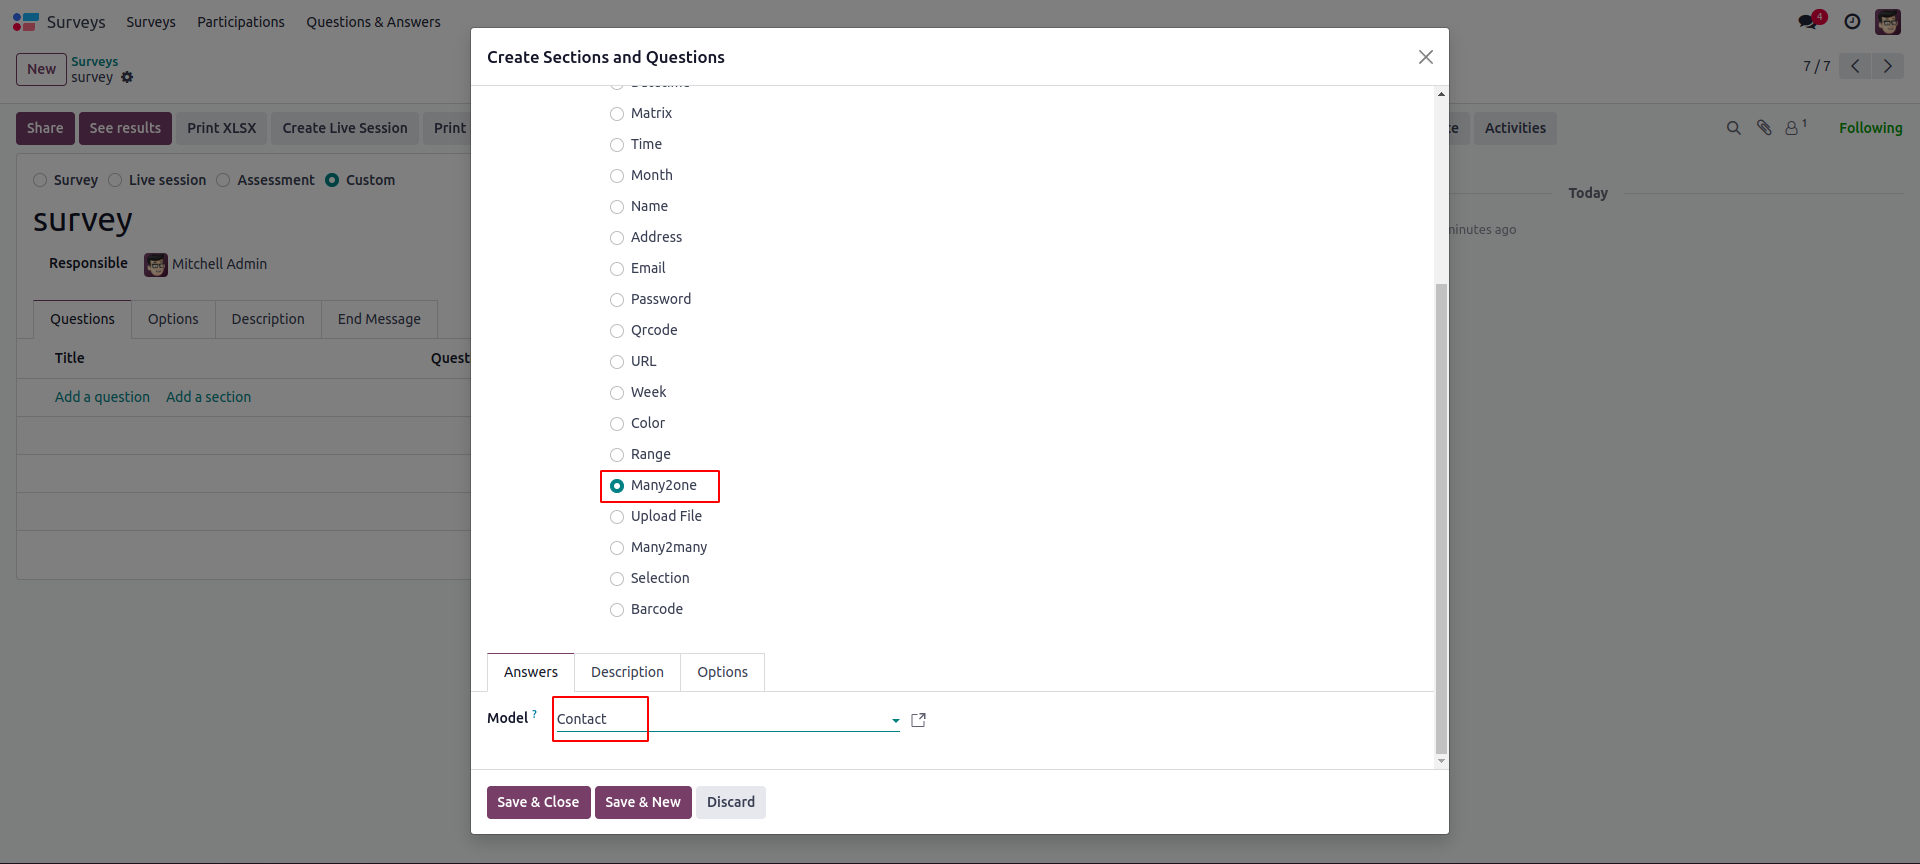 Surveys Surveys Participations Questions & Answers 4
New Surveys
survey
7 / 7
Share See results Print XLSX Create Live Session Print
Activities 1 Following
Survey Live session Assessment Custom
survey
Responsible Mitchell Admin
Questions Options Description End Message
Title Quest
Add a question Add a section
Today
minutes ago
Create Sections and Questions
Datetime
Matrix
Time
Month
Name
Address
Email
Password
Qrcode
URL
Week
Color
Range
Many2one
Upload File
Many2many
Selection
Barcode
Answers Description Options
Model ? Contact
Save & Close Save & New Discard